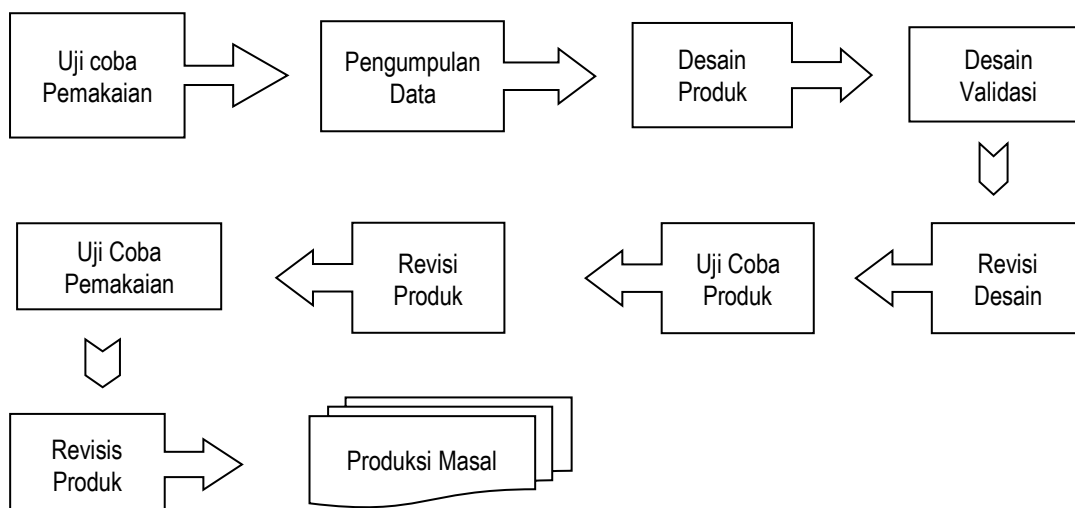 Uji coba
Pemakaian
Pengumpulan
Data
Desain
Produk
Desain
Validasi
Revisi
Desain
Uji Coba
Produk
Revisi
Produk
Uji Coba
Pemakaian
Revisis
Produk
Produksi Masal